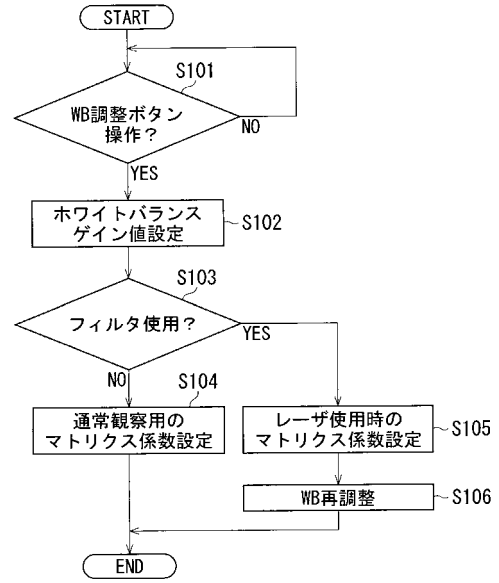 START
S101
WB調整ボタン
操作？
NO
YES
ホワイトバランス
ゲイン値設定
S102
S103
フィルタ使用？
YES
NO
S104
通常観察用の
マトリクス係数設定
レーザ使用時の
マトリクス係数設定
S105
WB再調整
S106
END